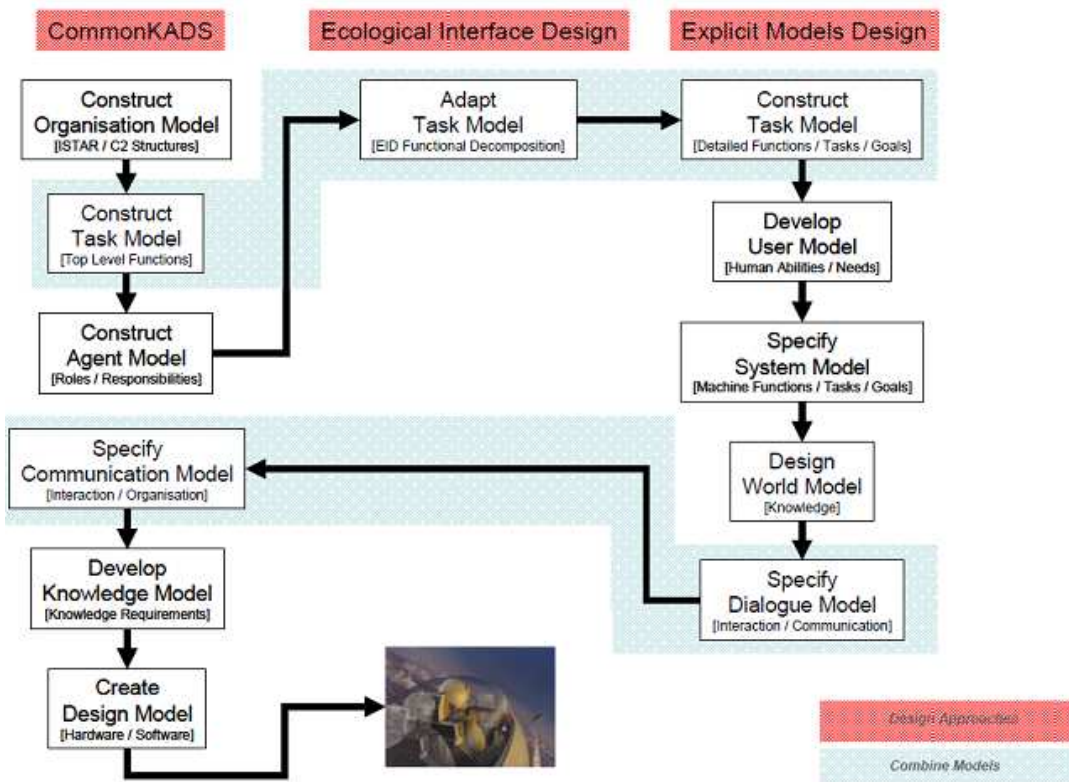 CommonKADS
Ecological Interface Design
Explicit Models Design
Construct
Organisation Model
[ISTAR / C2 Structures]
Adapt
Task Model
[EID Functional Decomposition]
Construct
Task Model
[Detailed Functions / Tasks / Goals]
Construct
Task Model
[Top Level Functions]
Develop
User Model
[Human Abilities / Needs]
Construct
Agent Model
[Roles / Responsibilities]
Specify
System Model
[Machine Functions / Tasks / Goals]
Specify
Communication Model
[Interaction / Organisation]
Design
World Model
[Knowledge]
Develop
Knowledge Model
[Knowledge Requirements]
Specify
Dialogue Model
[Interaction / Communication]
Create
Design Model
[Hardware / Software]
Design Approaches
Combine Models